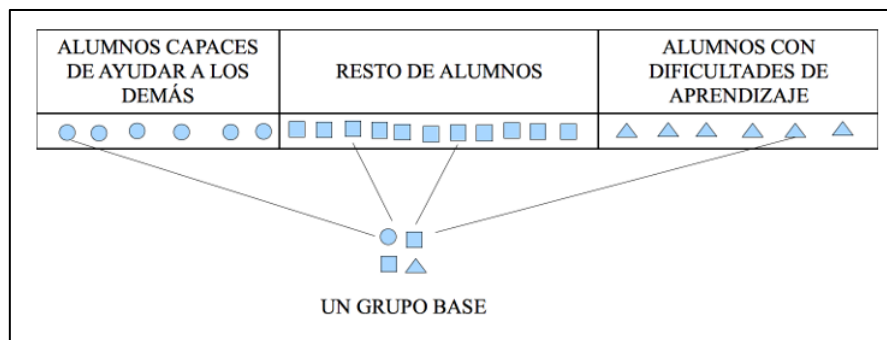 ALUMNOS CAPACES
DE AYUDAR A LOS
DEMÁS
RESTO DE ALUMNOS
ALUMNOS CON
DIFICULTADES DE
APRENDIZAJE
UN GRUPO BASE